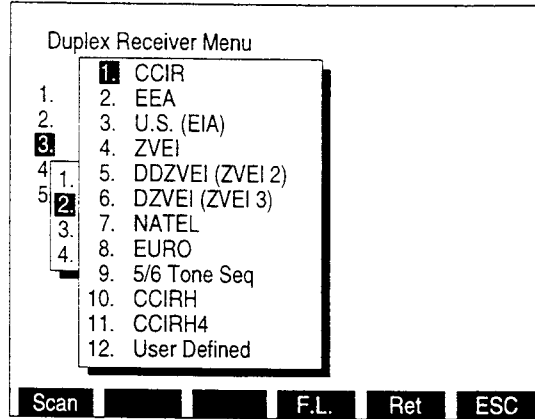 Duplex Receiver Menu
1.
2.
3.
4
5
1.
2.
3.
4.
1. CCIR
2. EEA
3. U.S. (EIA)
4. ZVEI
5. DDZVEI (ZVEI 2)
6. DZVEI (ZVEI 3)
7. NATEL
8. EURO
9. 5/6 Tone Seq
10. CCIRH
11. CCIRH4
12. User Defined
Scan F.L. Ret ESC